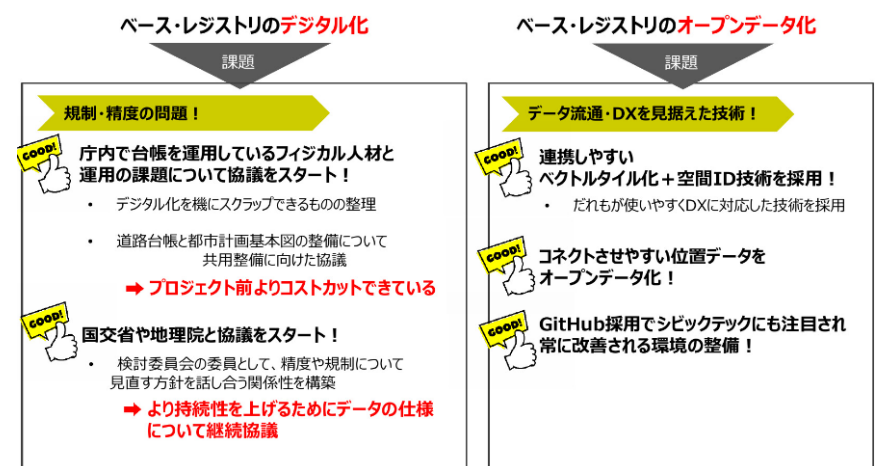 ベース・レジストリのデジタル化
課題
規制・精度の問題！
GOOD!
庁内で台帳を運用しているフィジカル人材と
運用の課題について協議をスタート！
• デジタル化を機にスクラップできるものの整理
• 道路台帳と都市計画基本図の整備について
共用整備に向けた協議
➡ プロジェクト前よりコストカットできている
GOOD!
国交省や地理院と協議をスタート！
• 検討委員会の委員として、精度や規制について
見直す方針を話し合う関係性を構築
➡ より持続性を上げるためにデータの仕様
について継続協議
ベース・レジストリのオープンデータ化
課題
データ流通・DXを見据えた技術！
GOOD!
連携しやすい
ベクトルタイル化＋空間ID技術を採用！
• だれもが使いやすくDXに対応した技術を採用
GOOD!
コネクトさせやすい位置データを
オープンデータ化！
GOOD!
GitHub採用でシビックテックにも注目され
常に改善される環境の整備！